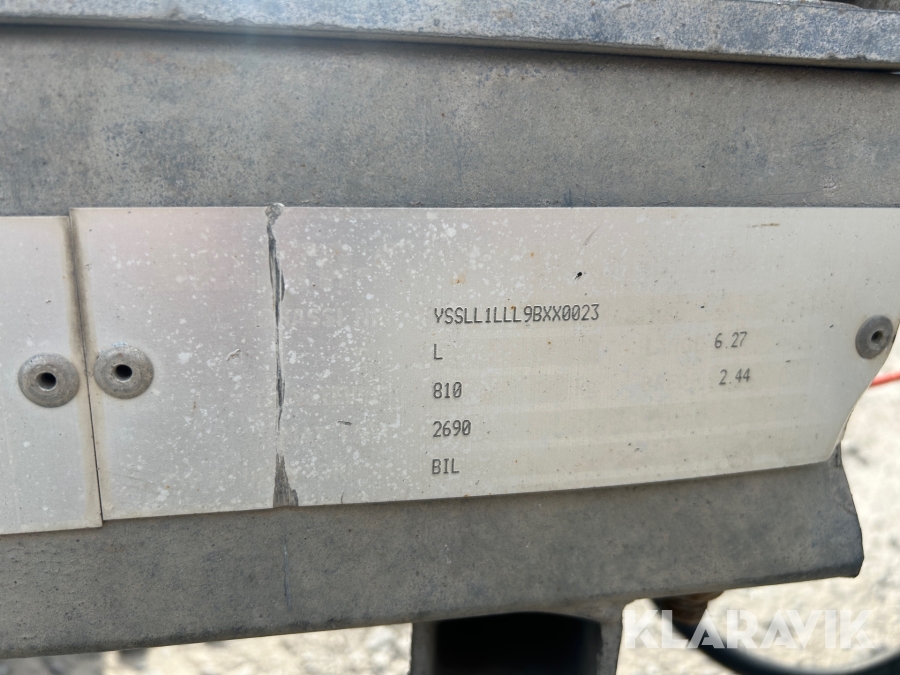 YSSLL1LLL9BXX0023
L 6.27
810 2.44
2690
BIL
KLARAVIK